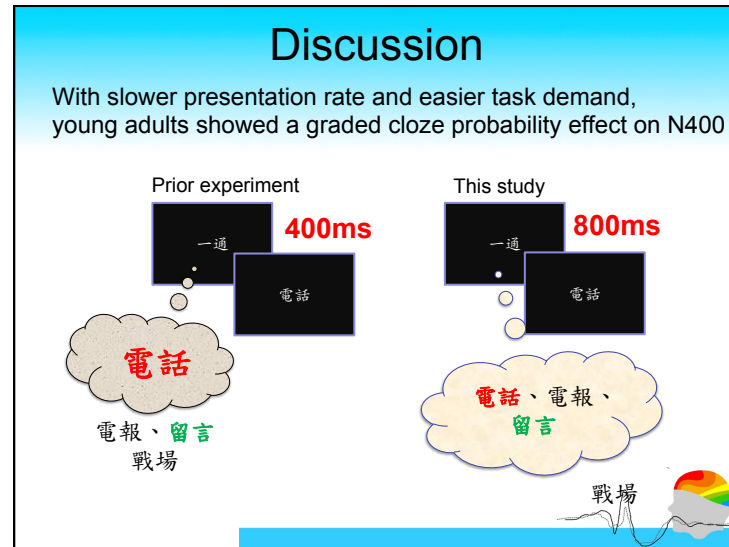 Discussion
With slower presentation rate and easier task demand,
young adults showed a graded cloze probability effect on N400
Prior experiment
一通
400ms
電話
電話
電報、留言
戰場
This study
一通
800ms
電話
電話、電報、
留言
戰場